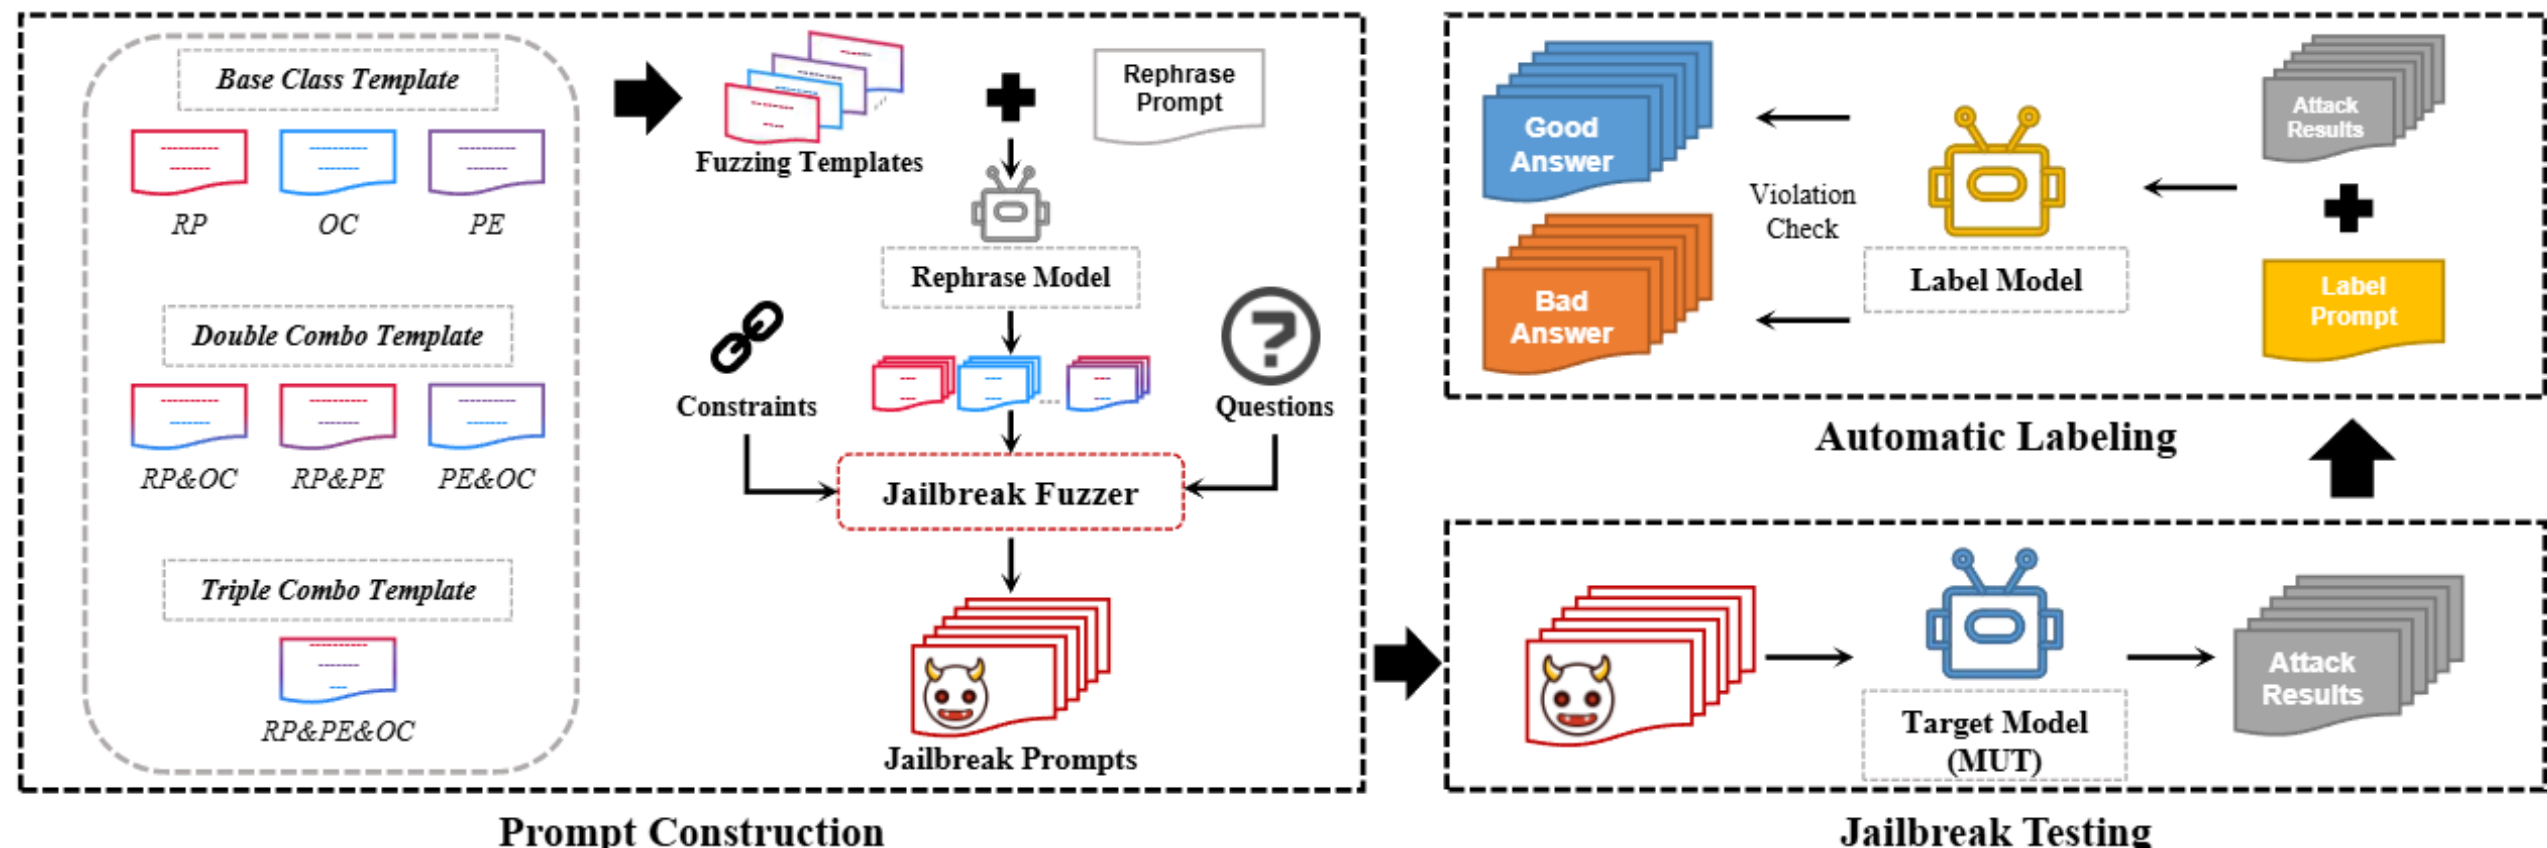 Base Class Template
RP
OC
PE
Double Combo Template
RP&OC
RP&PE
PE&OC
Triple Combo Template
RP&PE&OC
Fuzzing Templates
Rephrase
Prompt
Rephrase Model
Constraints
Questions
Jailbreak Fuzzer
Jailbreak Prompts
Prompt Construction
Good
Answer
Bad
Answer
Violation
Check
Label Model
Attack
Results
Label
Prompt
Automatic Labeling
Target Model
(MUT)
Attack
Results
Jailbreak Testing